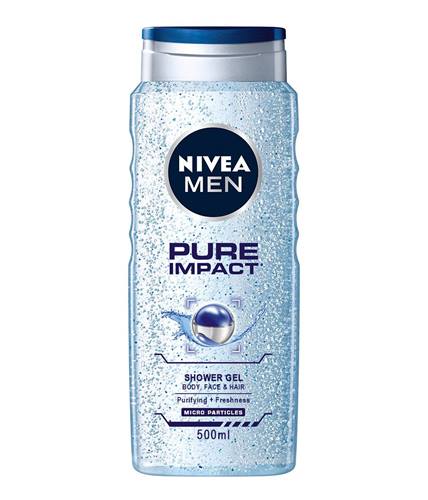 NIVEA
MEN
PURE
IMPACT
SHOWER GEL
BODY, FACE & HAIR
Purifying + Freshness
MICRO PARTICLES
500ml